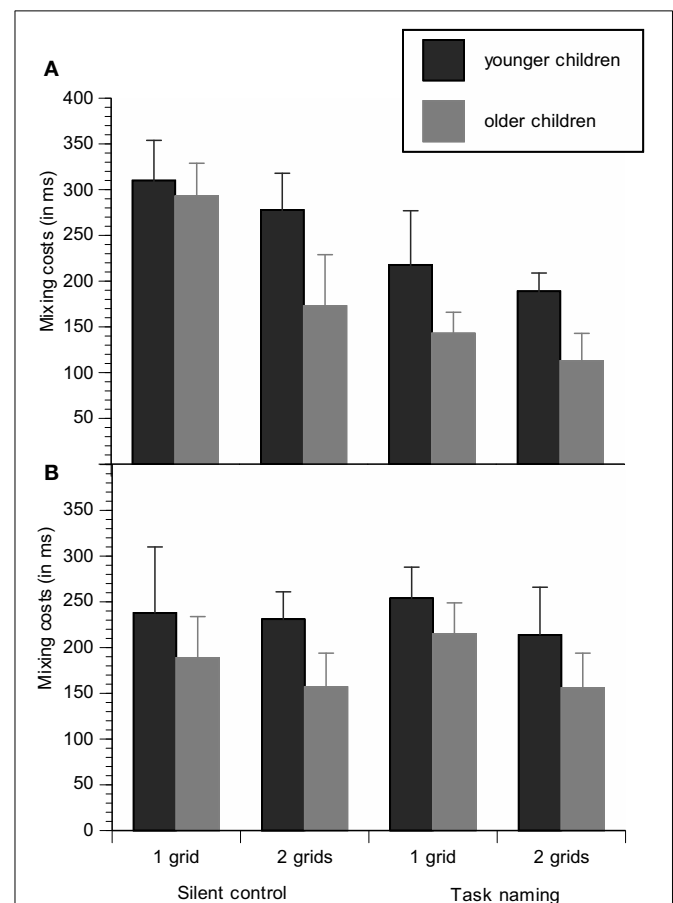 younger children
older children
A
Mixing costs (in ms)
400
350
300
250
200
150
100
50
B
Mixing costs (in ms)
350
300
250
200
150
100
50
0
1 grid 2 grids 1 grid 2 grids
Silent control Task naming